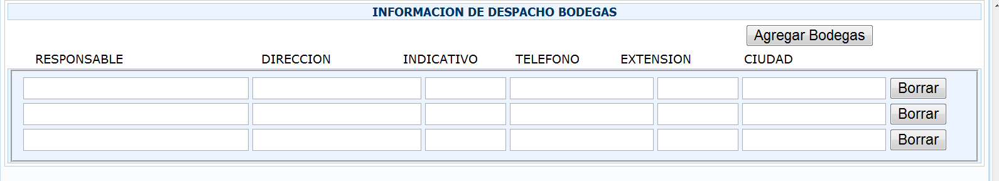 INFORMACION DE DESPACHO BODEGAS
Agregar Bodegas
RESPONSABLE DIRECCION INDICATIVO TELEFONO EXTENSION CIUDAD
Borrar
Borrar
Borrar